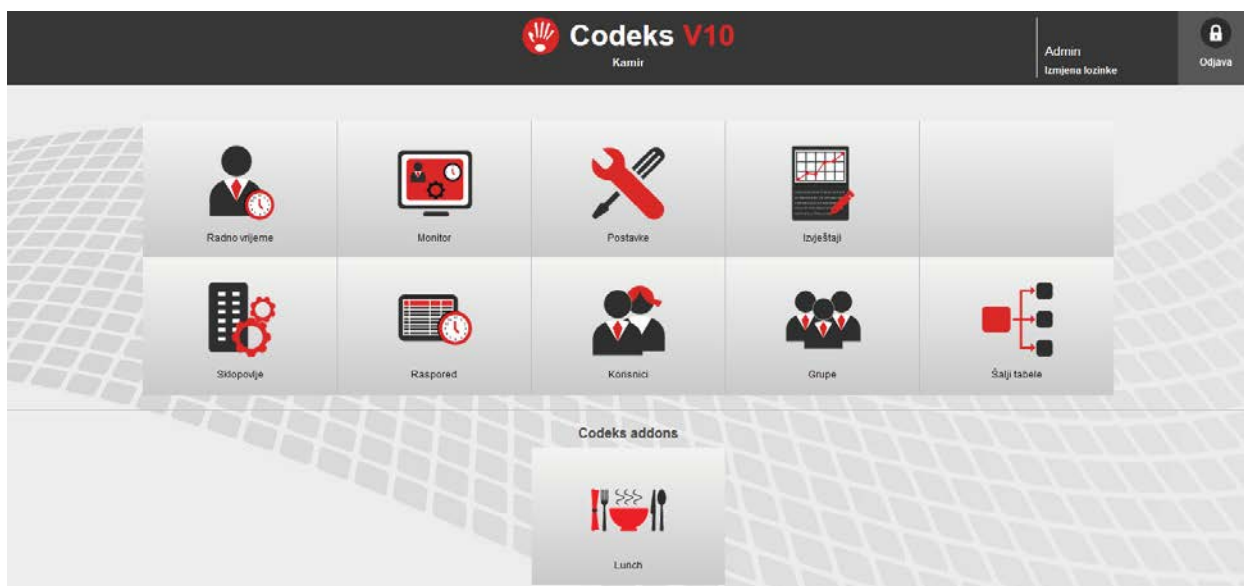 Codeks V10
Kamir
Admin
Izmjena lozinke
Odjava
Radno vrijeme
Monitor
Postavke
Izvještaji
Sklopovlje
Raspored
Korisnici
Grupe
Šalji tabele
Codeks addons
Lunch